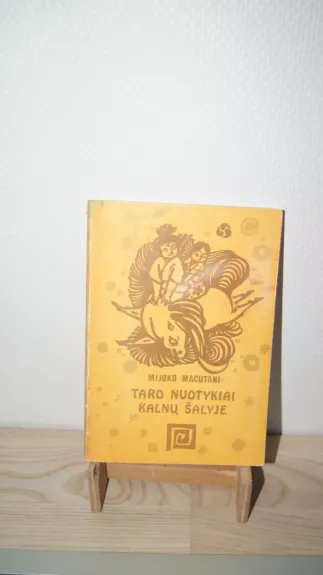 MIJOKO MACUTANI
TARO NUOTYKIAI
KALNŲ ŠALYJE